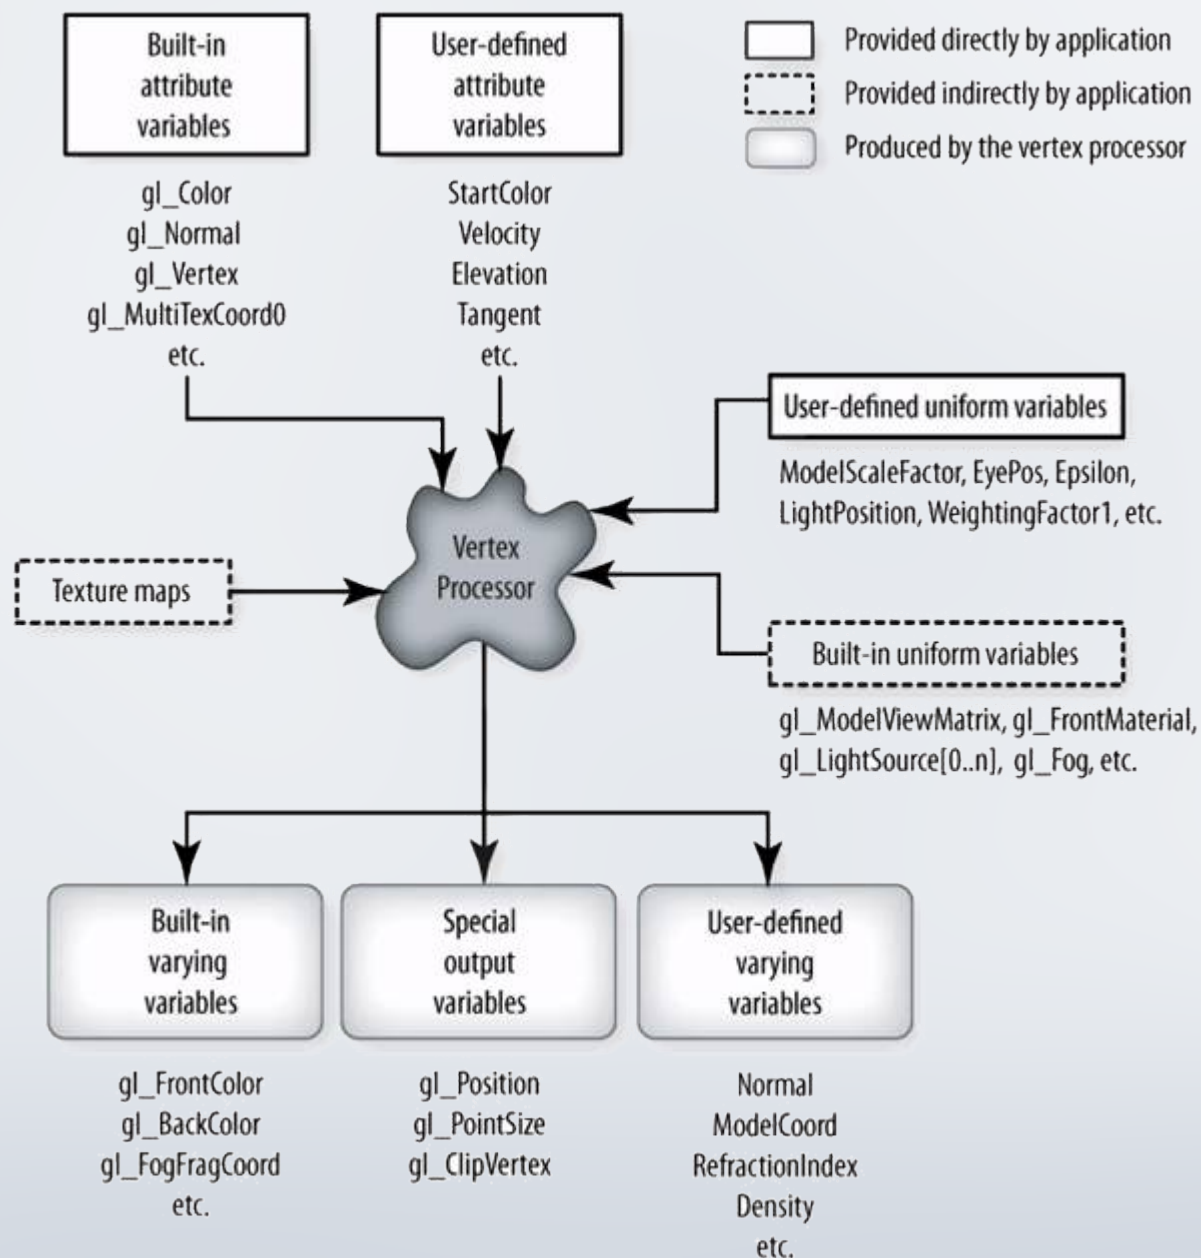 Built-in
attribute
variables
gl_Color
gl_Normal
gl_Vertex
gl_MultiTexCoord0
etc.
User-defined
attribute
variables
StartColor
Velocity
Elevation
Tangent
etc.
Provided directly by application
Provided indirectly by application
Produced by the vertex processor
User-defined uniform variables
ModelScaleFactor, EyePos, Epsilon,
LightPosition, WeightingFactor1, etc.
Vertex
Processor
Texture maps
Built-in uniform variables
gl_ModelViewMatrix, gl_FrontMaterial,
gl_LightSource[0..n], gl_Fog, etc.
Built-in
varying
variables
gl_FrontColor
gl_BackColor
gl_FogFragCoord
etc.
Special
output
variables
gl_Position
gl_PointSize
gl_ClipVertex
User-defined
varying
variables
Normal
ModelCoord
RefractionIndex
Density
etc.